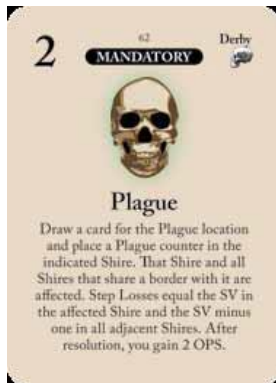 2
62
Derby
MANDATORY
Plague
Draw a card for the Plague location
and place a Plague counter in the
indicated Shire. That Shire and all
Shires that share a border with it are
affected. Step Losses equal the SV in
the affected Shire and the SV minus
one in all adjacent Shires. After
resolution, you gain 2 OPS.